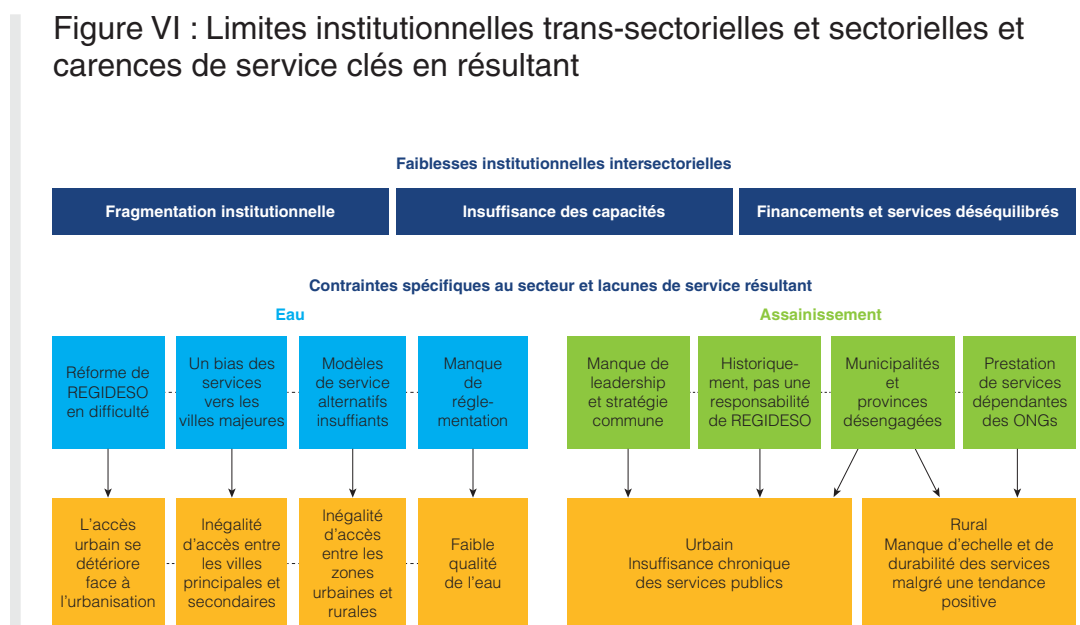 Figure VI : Limites institutionnelles trans-sectorielles et sectorielles et
carences de service clés en résultant
Faiblesses institutionnelles intersectorielles
Fragmentation institutionnelle
Insuffisance des capacités
Financements et services déséquilibrés
Contraintes spécifiques au secteur et lacunes de service résultant
Eau
Réforme de
REGIDESO
en difficulté
Un bias des
services
vers les
villes majeures
Modèles
de service
alternatifs
insuffiants
Manque
de
régle-
mentation
L'accès
urbain se
détériore
face à
l'urbanisation
Inégalité
d'accès entre
les villes
principales et
secondaires
Inégalité
d'accès
entre les
zones
urbaines et
rurales
Faible
qualité
de l'eau
Assainissement
Manque de
leadership
et stratégie
commune
Historique-
ment, pas une
responsabilité
de REGIDESO
Municipalités
et
provinces
désengagées
Prestation
de services
dépendantes
des ONGs
Urbain
Insuffisance chronique
des services publics
Rural
Manque d'echelle et de
durabilité des services
malgré une tendance
positive